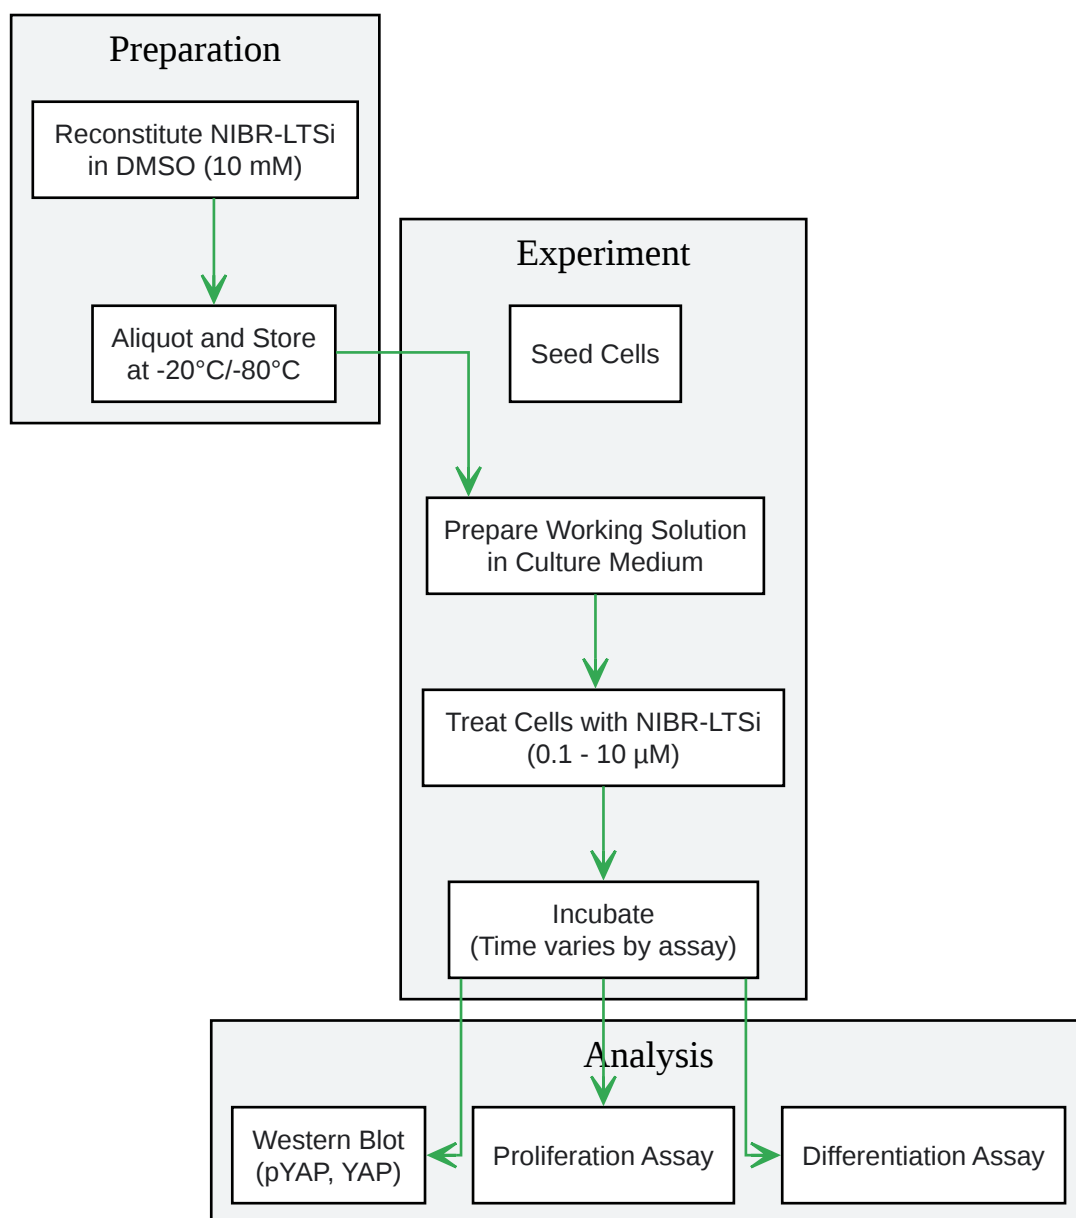 Preparation
Reconstitute NIBR-LTSi
in DMSO (10 mM)
Aliquot and Store
at -20°C/-80°C
Experiment
Seed Cells
Prepare Working Solution
in Culture Medium
Treat Cells with NIBR-LTSi
(0.1 - 10 µM)
Incubate
(Time varies by assay)
Analysis
Western Blot
(pYAP, YAP)
Proliferation Assay
Differentiation Assay